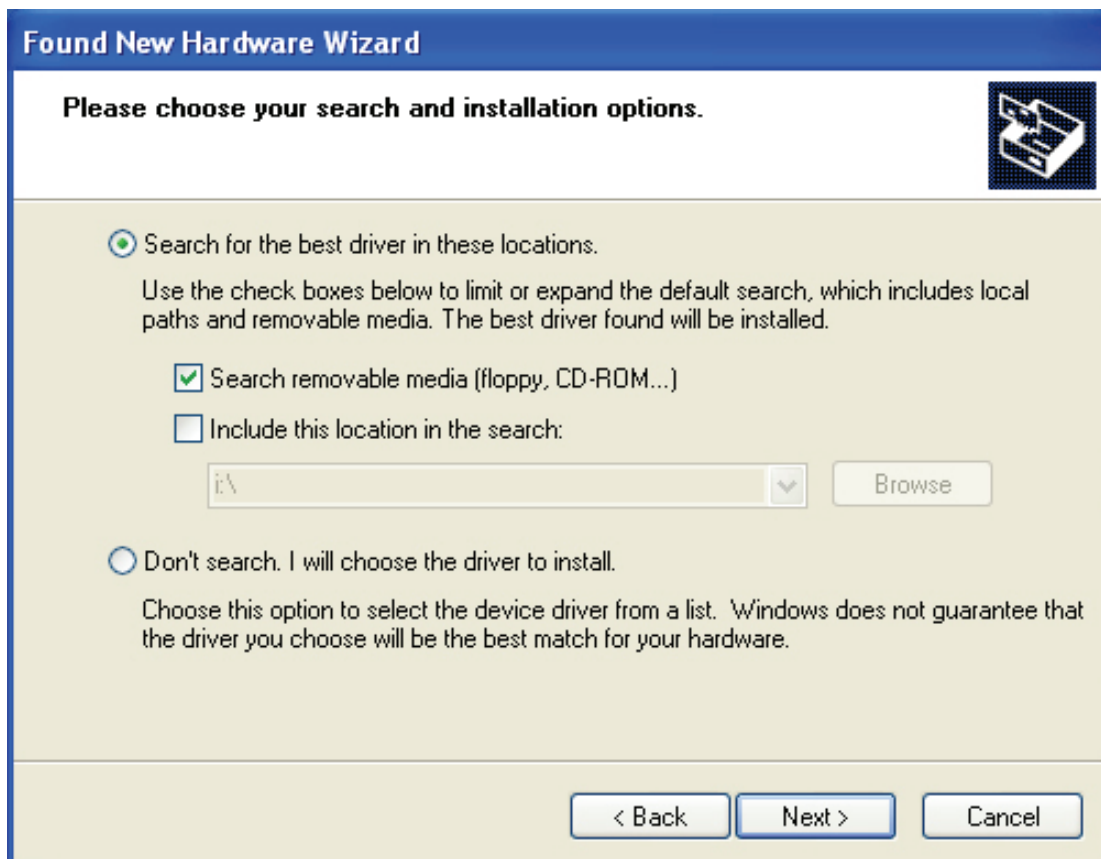 Found New Hardware Wizard
Please choose your search and installation options.
Search for the best driver in these locations.
Use the check boxes below to limit or expand the default search, which includes local
paths and removable media. The best driver found will be installed.
Search removable media (floppy, CD-ROM...)
Include this location in the search:
i:\
Browse
Don't search. I will choose the driver to install.
Choose this option to select the device driver from a list. Windows does not guarantee that
the driver you choose will be the best match for your hardware.
< Back
Next >
Cancel